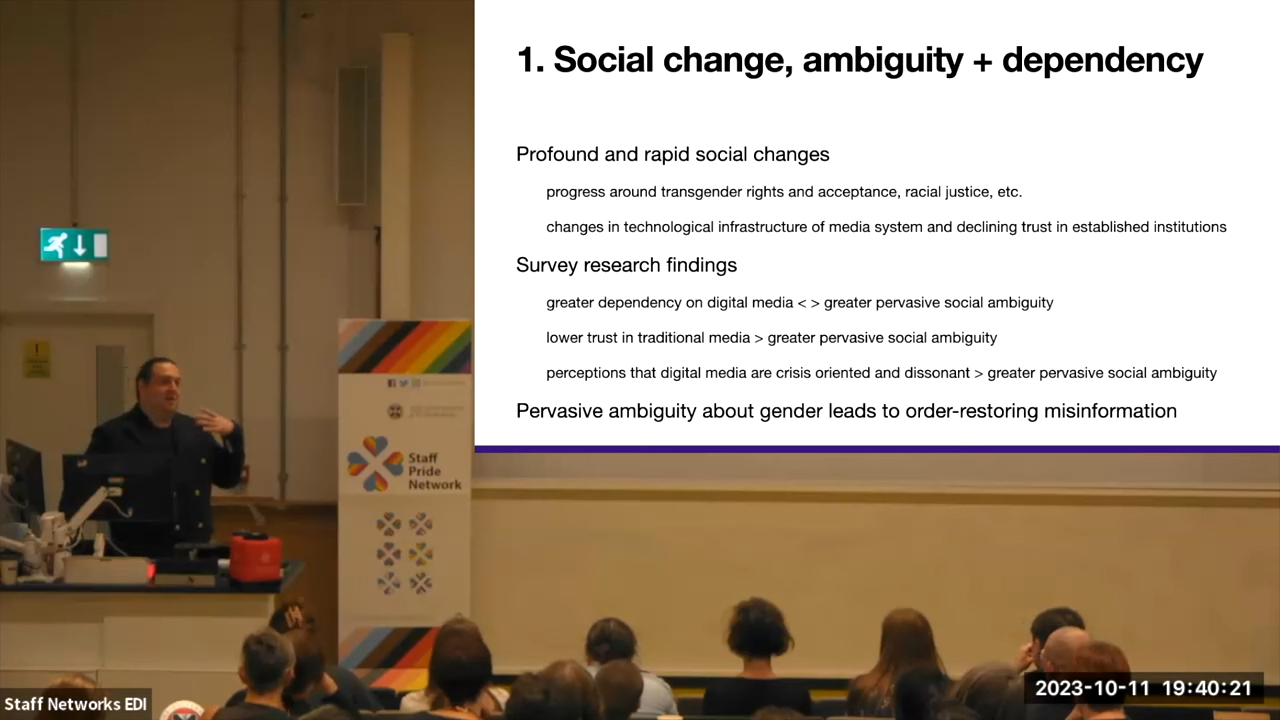 1. Social change, ambiguity + dependency
Profound and rapid social changes
progress around transgender rights and acceptance, racial justice, etc.
changes in technological infrastructure of media system and declining trust in established institutions
Survey research findings
greater dependency on digital media < > greater pervasive social ambiguity
lower trust in traditional media > greater pervasive social ambiguity
perceptions that digital media are crisis oriented and dissonant > greater pervasive social ambiguity
Pervasive ambiguity about gender leads to order-restoring misinformation
Staff
Pride
Network
Staff Networks EDI
2023-10-11 19:40:21